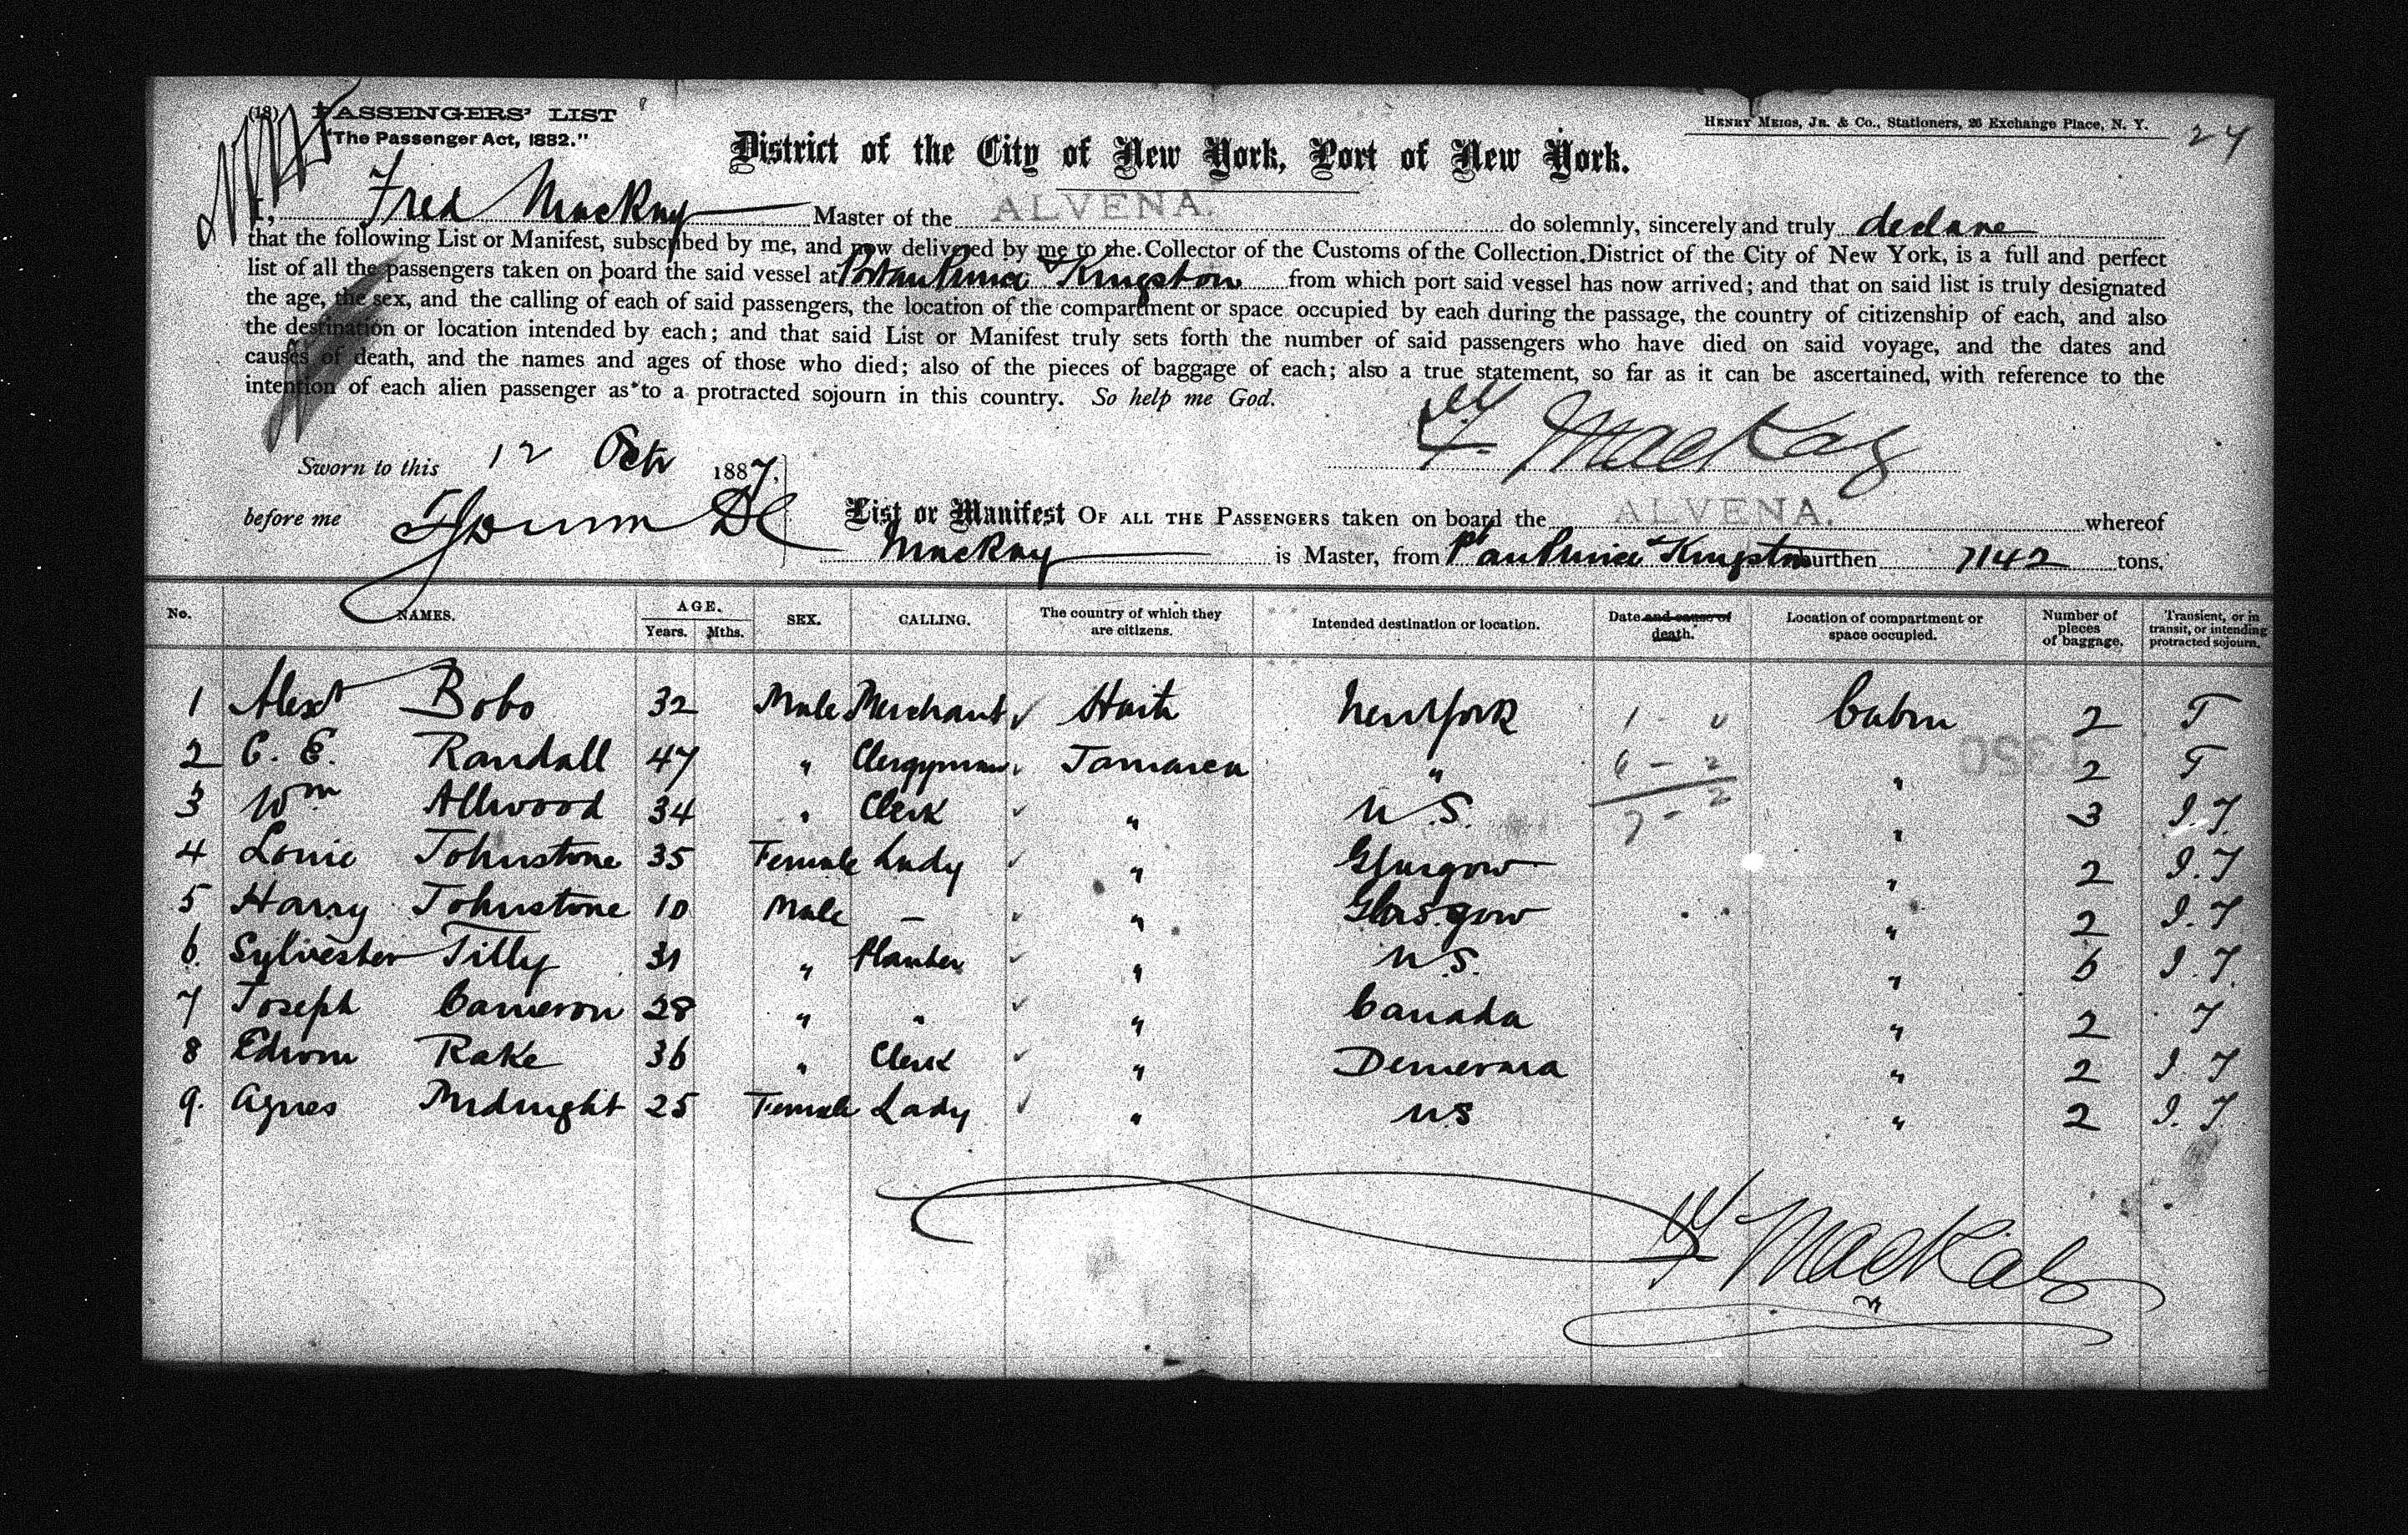 (18) PASSENGERS' LIST
"The Passenger Act, 1882."
HENRY MEIGS, JR. & CO., Stationers, 26 Exchange Place, N. Y.
24
District of the City of New York, Port of New York.
I, Fred Mackay Master of the ALVENA. do solemnly, sincerely and truly declare
that the following List or Manifest, subscribed by me, and now delivered by me to the Collector of the Customs of the Collection District of the City of New York, is a full and perfect
list of all the passengers taken on board the said vessel at Portau Prince & Kingston from which port said vessel has now arrived; and that on said list is truly designated
the age, the sex, and the calling of each of said passengers, the location of the compartment or space occupied by each during the passage, the country of citizenship of each, and also
the destination or location intended by each; and that said List or Manifest truly sets forth the number of said passengers who have died on said voyage, and the dates and
causes of death, and the names and ages of those who died; also of the pieces of baggage of each; also a true statement, so far as it can be ascertained, with reference to the
intention of each alien passenger as to a protracted sojourn in this country. So help me God.
F. MacKay
Sworn to this 12 Octr 1887,
before me
List or Manifest OF ALL THE PASSENGERS taken on board the ALVENA. whereof
Mackay is Master, from Pt au Prince & Kingston burthen 1142 tons.
No. NAMES. AGE. Years. Mths. SEX. CALLING. The country of which they are citizens. Intended destination or location. Date and cause of death. Location of compartment or space occupied. Number of pieces of baggage. Transient, or in transit, or intending protracted sojourn.
1 Alext Bobo 32 Male Merchant ✓ Haiti New York 1 - 0 Cabin 2 T
2 C. E. Randall 47 " Clergyman ✓ Jamaica " 6 - 2 " 2 T
3 Wm Allwood 34 " Clerk ✓ " U.S. 7 - 2 " 3 I.T.
4 Louie Johnstone 35 Female Lady ✓ " Glasgow " 2 I.T
5 Harry Johnstone 10 Male – ✓ " Glasgow " 2 I.T
6. Sylvester Tilly 31 " Planter ✓ " U.S. " 6 I.T.
7 Joseph Cameron 28 " " ✓ " Canada " 2 T
8 Edwin Rake 36 " Clerk ✓ " Demerara " 2 I.T
9. Agnes Midnight 25 Female Lady ✓ " U.S " 2 I.T
F. MacKay